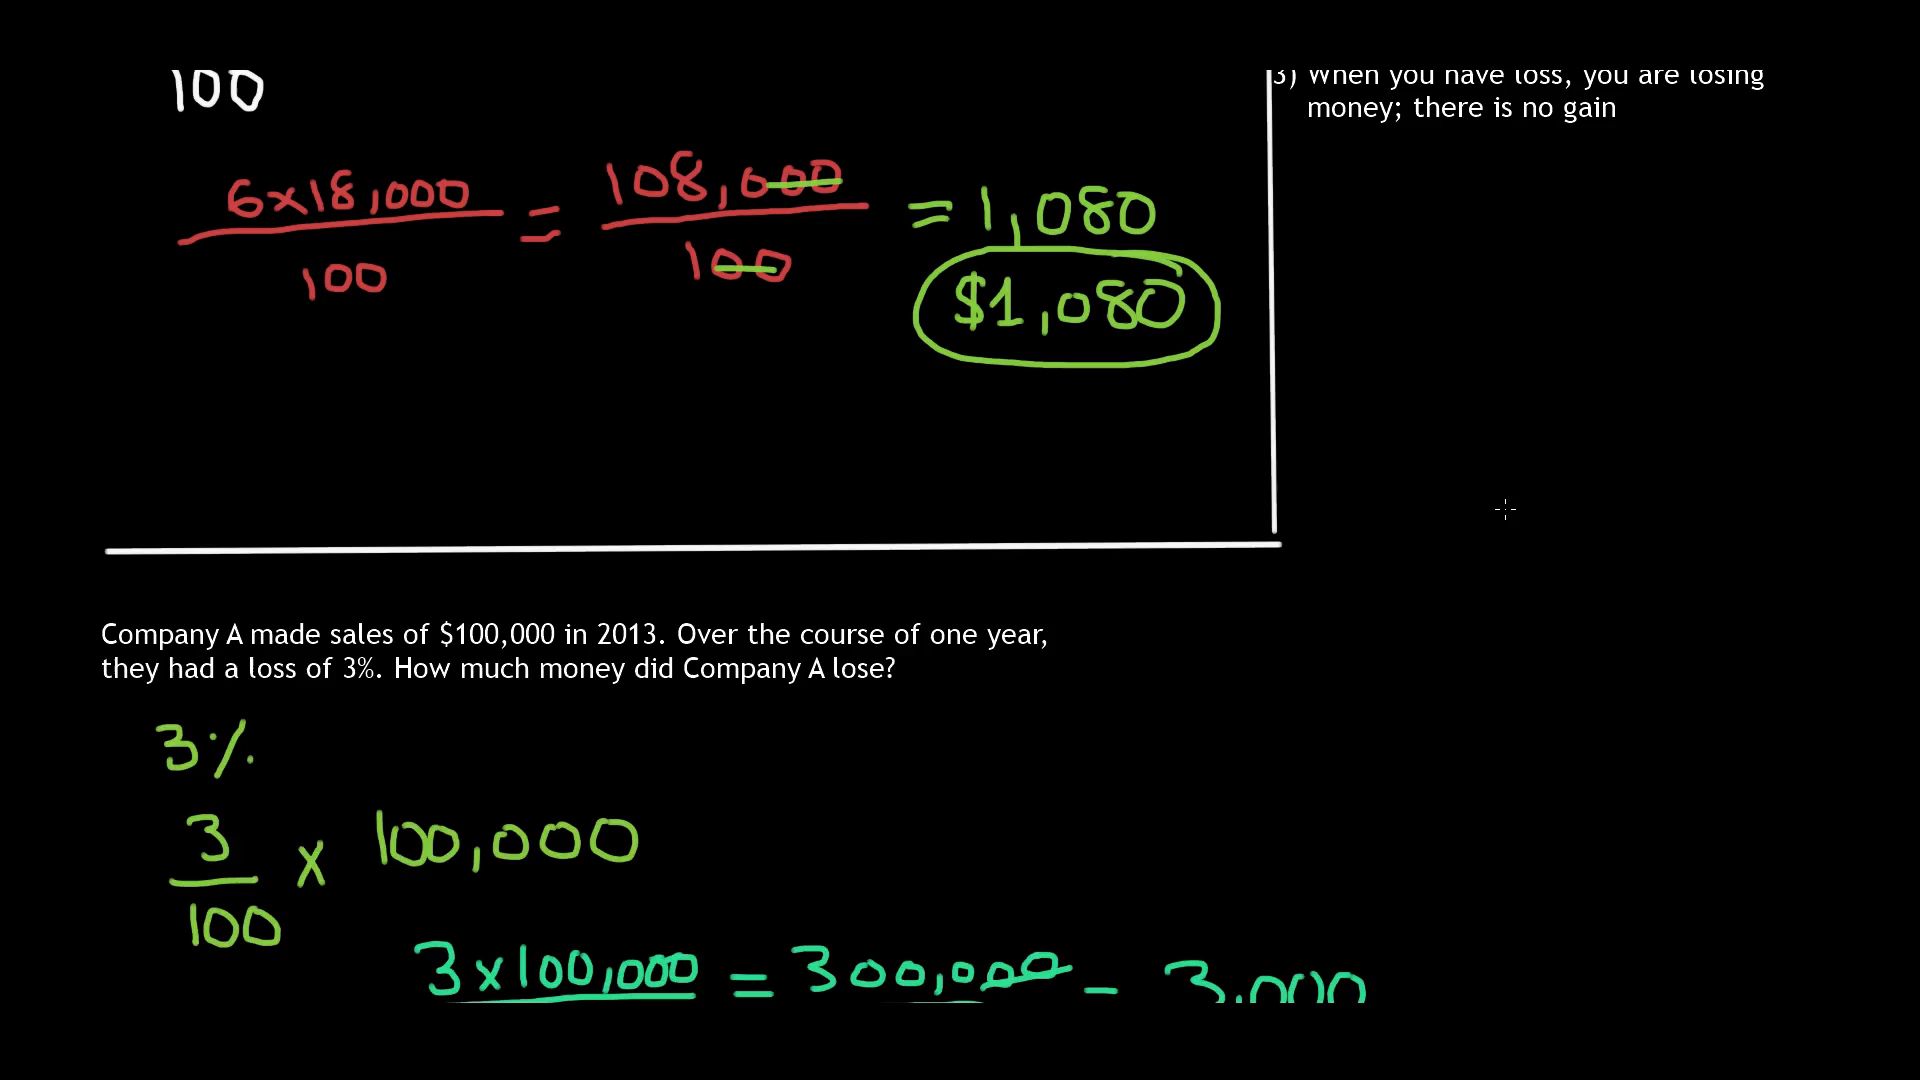 100
3) When you have loss, you are losing
money; there is no gain
6x18,000 = 108,000 = 1,080
100 100
$1,080
Company A made sales of $100,000 in 2013. Over the course of one year,
they had a loss of 3%. How much money did Company A lose?
3%
3 x 100,000
100
3x100,000 = 300,000 = 3,000